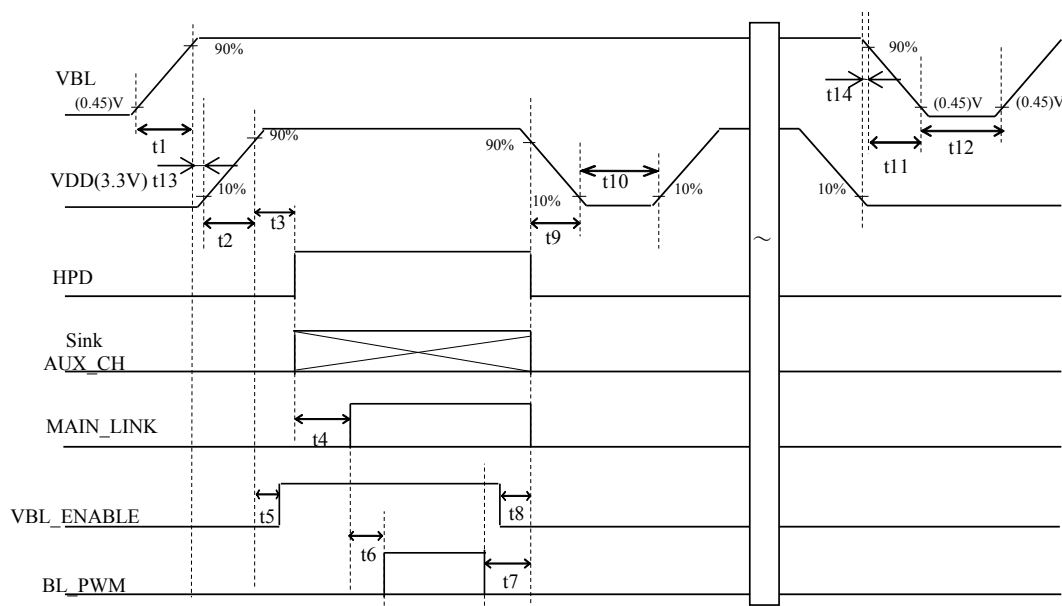 90%
90%
VBL
(0.45)V
t14
(0.45)V
(0.45)V
t1
90%
90%
t11
t12
VDD(3.3V)
t13
10%
10%
t10
10%
10%
t2
t3
t9
HPD
Sink
AUX_CH
MAIN_LINK
t4
VBL_ENABLE
t5
t8
t6
t7
BL_PWM
~